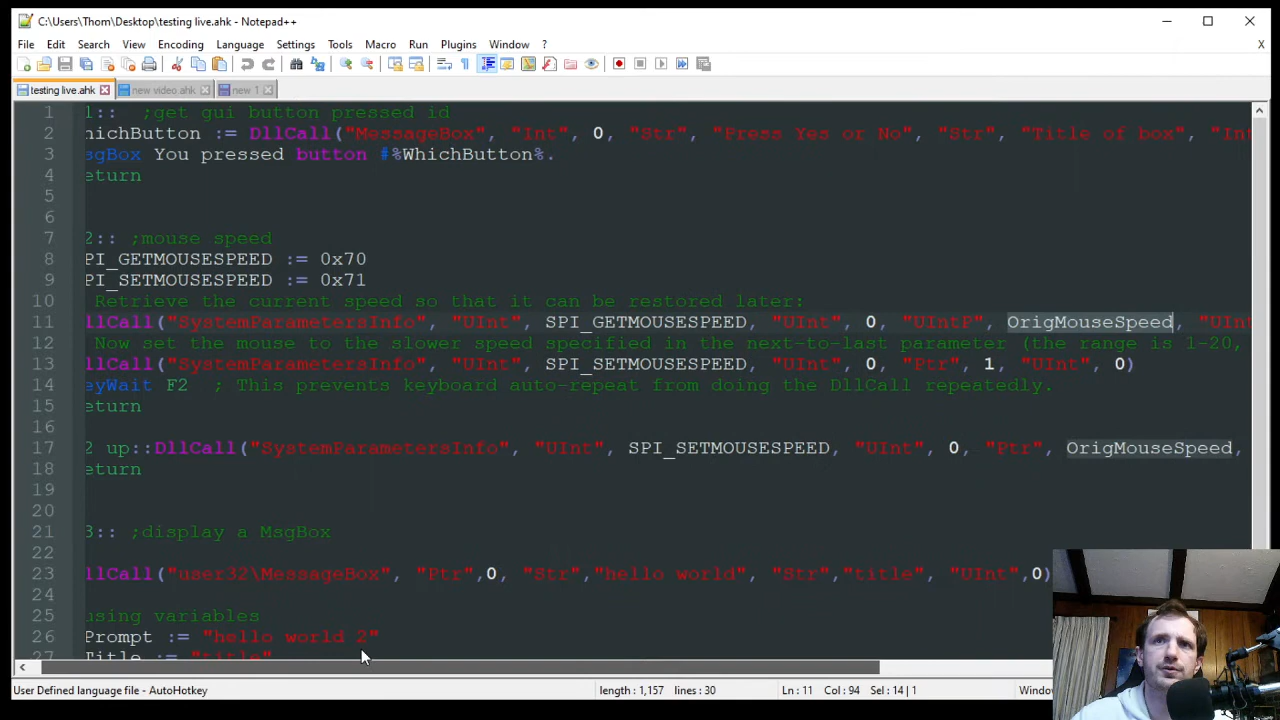 C:\Users\Thorn\Desktop\testing live.ahk - Notepad++
File Edit Search View Encoding Language Settings Tools Macro Run Plugins Window ? X
testing live.ahk new video.ahk new 1
1 1:: ;get gui button pressed id
2 hichButton := DllCall("MessageBox", "Int", 0, "Str", "Press Yes or No", "Str", "Title of box", "Int
3 sgBox You pressed button #%WhichButton%.
4 eturn
5
6
7 2:: ;mouse speed
8 PI_GETMOUSESPEED := 0x70
9 PI_SETMOUSESPEED := 0x71
10 Retrieve the current speed so that it can be restored later:
11 llCall("SystemParametersInfo", "UInt", SPI_GETMOUSESPEED, "UInt", 0, "UIntP", OrigMouseSpeed, "UInt
12 Now set the mouse to the slower speed specified in the next-to-last parameter (the range is 1-20,
13 llCall("SystemParametersInfo", "UInt", SPI_SETMOUSESPEED, "UInt", 0, "Ptr", 1, "UInt", 0)
14 eyWait F2 ; This prevents keyboard auto-repeat from doing the DllCall repeatedly.
15 eturn
16
17 2 up::DllCall("SystemParametersInfo", "UInt", SPI_SETMOUSESPEED, "UInt", 0, "Ptr", OrigMouseSpeed,
18 eturn
19
20
21 3:: ;display a MsgBox
22
23 llCall("user32\MessageBox", "Ptr",0, "Str","hello world", "Str","title", "UInt",0)
24
25 using variables
26 Prompt := "hello world 2"
27 Title := "title"
User Defined language file - AutoHotkey length : 1,157 lines : 30 Ln : 11 Col : 94 Sel : 14 | 1 Window